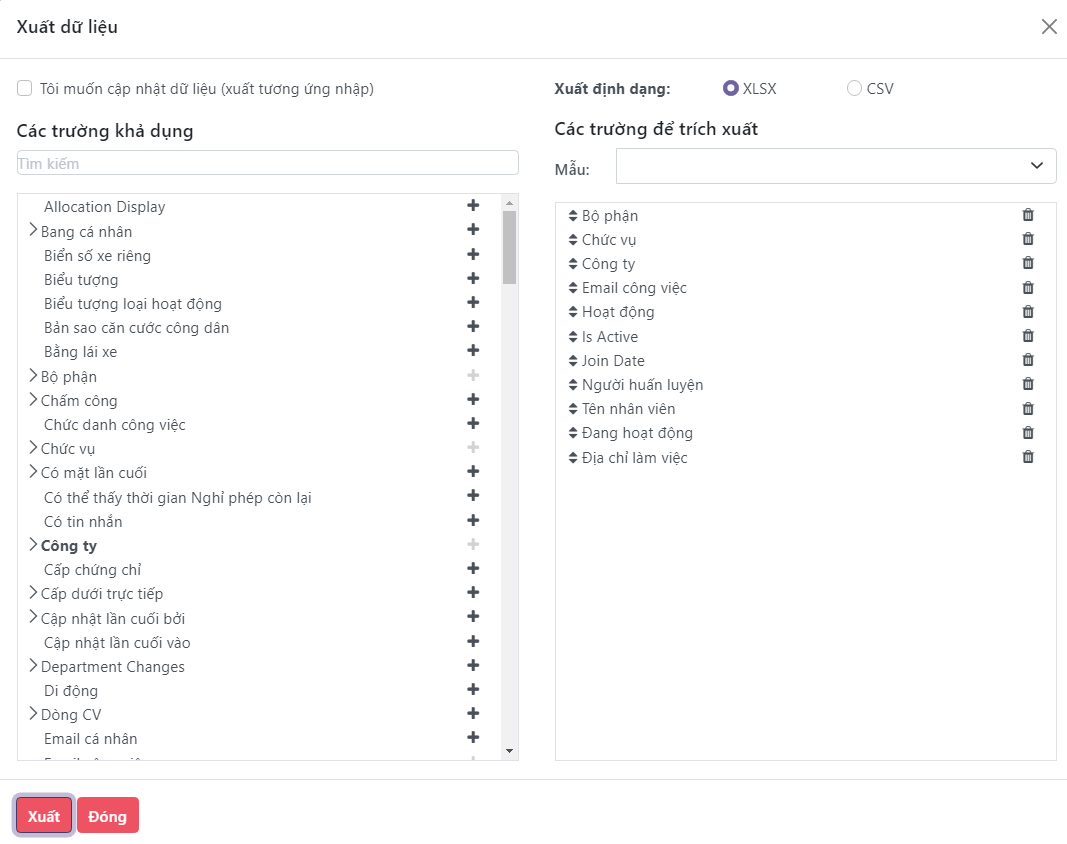 Xuất dữ liệu
Tôi muốn cập nhật dữ liệu (xuất tương ứng nhập)
Các trường khả dụng
Tìm kiếm
Allocation Display
Bang cá nhân
Biển số xe riêng
Biểu tượng
Biểu tượng loại hoạt động
Bản sao căn cước công dân
Bằng lái xe
Bộ phận
Chấm công
Chức danh công việc
Chức vụ
Có mặt lần cuối
Có thể thấy thời gian Nghỉ phép còn lại
Có tin nhắn
Công ty
Cấp chứng chỉ
Cấp dưới trực tiếp
Cập nhật lần cuối bởi
Cập nhật lần cuối vào
Department Changes
Di động
Dòng CV
Email cá nhân
Xuất định dạng:
XLSX
CSV
Các trường để trích xuất
Mẫu:
Bộ phận
Chức vụ
Công ty
Email công việc
Hoạt động
Is Active
Join Date
Người huấn luyện
Tên nhân viên
Đang hoạt động
Địa chỉ làm việc
Xuất
Đóng